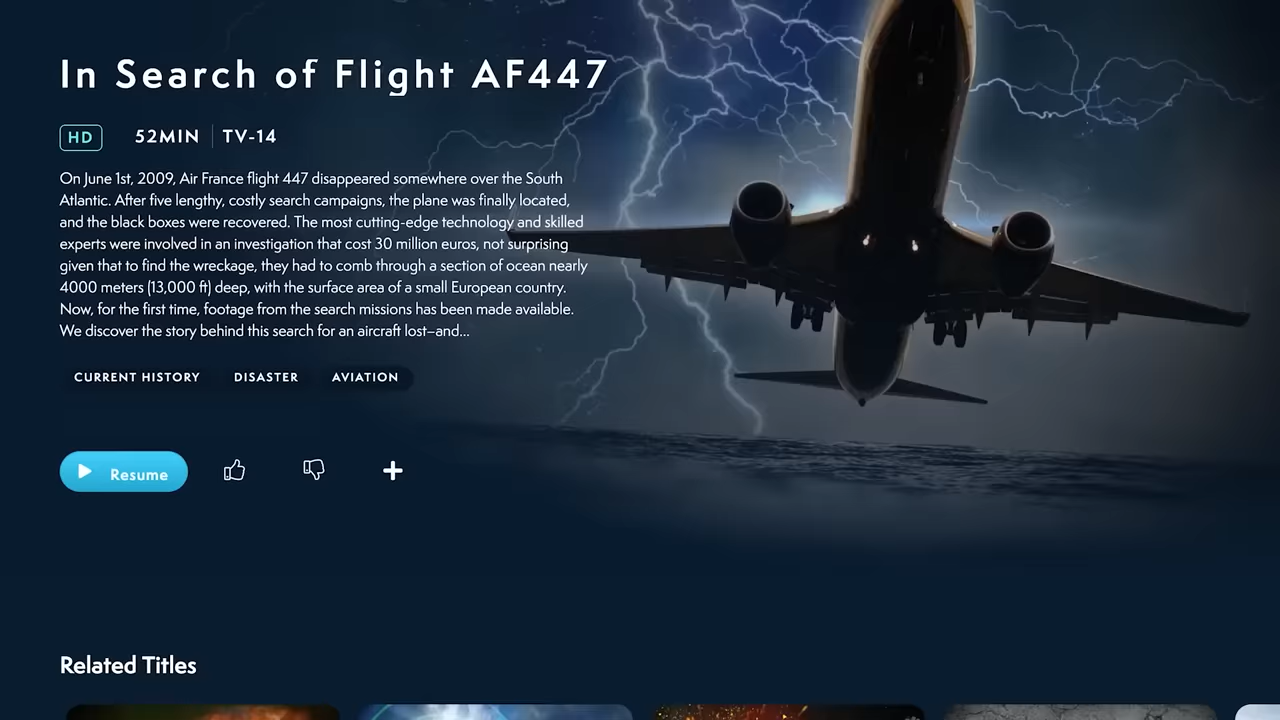 In Search of Flight AF447
HD 52MIN TV-14
On June 1st, 2009, Air France flight 447 disappeared somewhere over the South
Atlantic. After five lengthy, costly search campaigns, the plane was finally located,
and the black boxes were recovered. The most cutting-edge technology and skilled
experts were involved in an investigation that cost 30 million euros, not surprising
given that to find the wreckage, they had to comb through a section of ocean nearly
4000 meters (13,000 ft) deep, with the surface area of a small European country.
Now, for the first time, footage from the search missions has been made available.
We discover the story behind this search for an aircraft lost–and...
CURRENT HISTORY DISASTER AVIATION
Resume
Related Titles